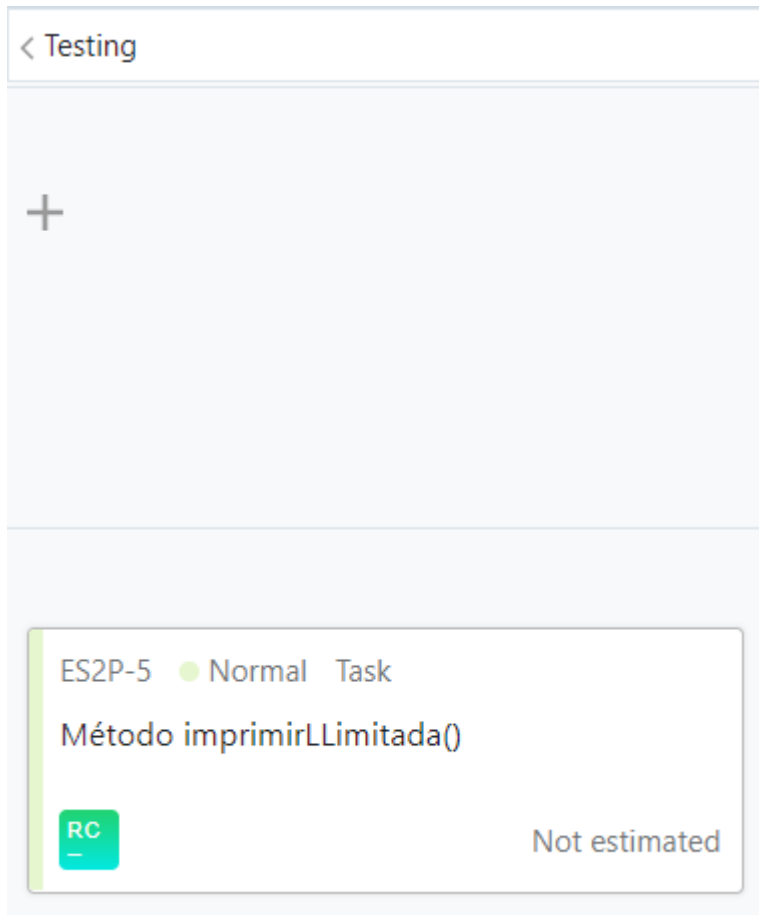 Testing
ES2P-5 Normal Task
Método imprimirLLimitada()
RC
Not estimated